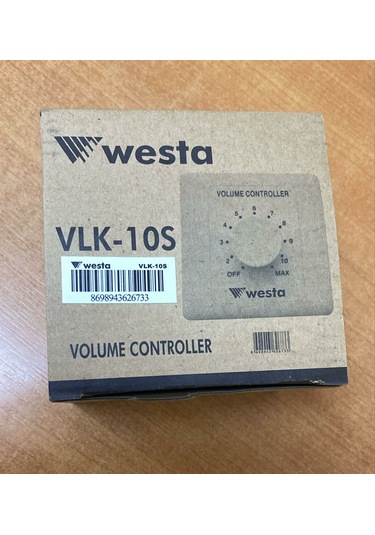 westa
VOLUME CONTROLLER
6
5 7
4 8
3 9
2 10
OFF MAX
westa
VLK-10S
westa VLK-10S
8698943626733
VOLUME CONTROLLER